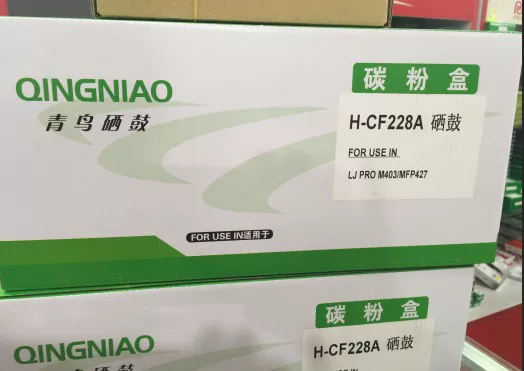 QINGNIAO
青鸟硒鼓
碳粉盒
H-CF228A 硒鼓
FOR USE IN
LJ PRO M403/MFP427
FOR USE IN适用于
QINGNIAO
碳粉盒
H-CF228A 硒鼓